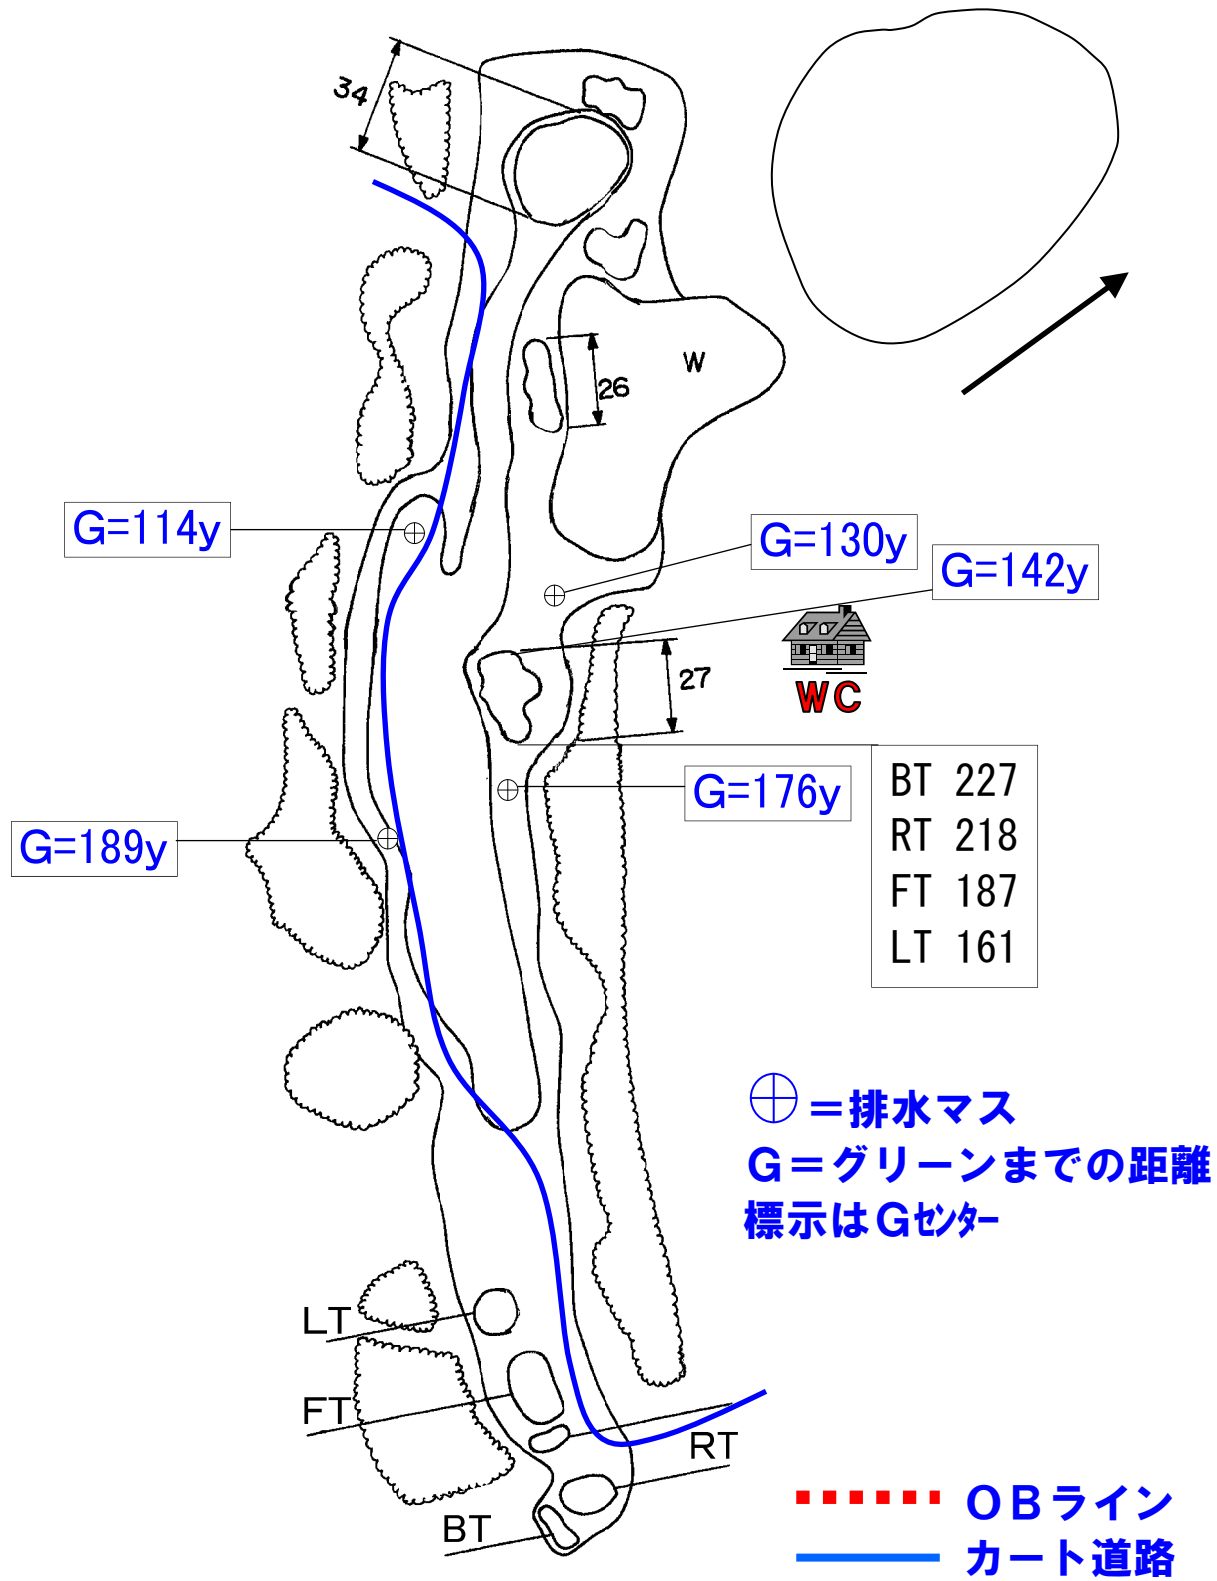 34
W
26
G=114y
G=130y
G=142y
27
WC
G=176y
BT 227
RT 218
FT 187
LT 161
G=189y
⊕=排水マス
G=グリーンまでの距離
標示はGセンター
LT
FT
RT
BT
OBライン
カート道路